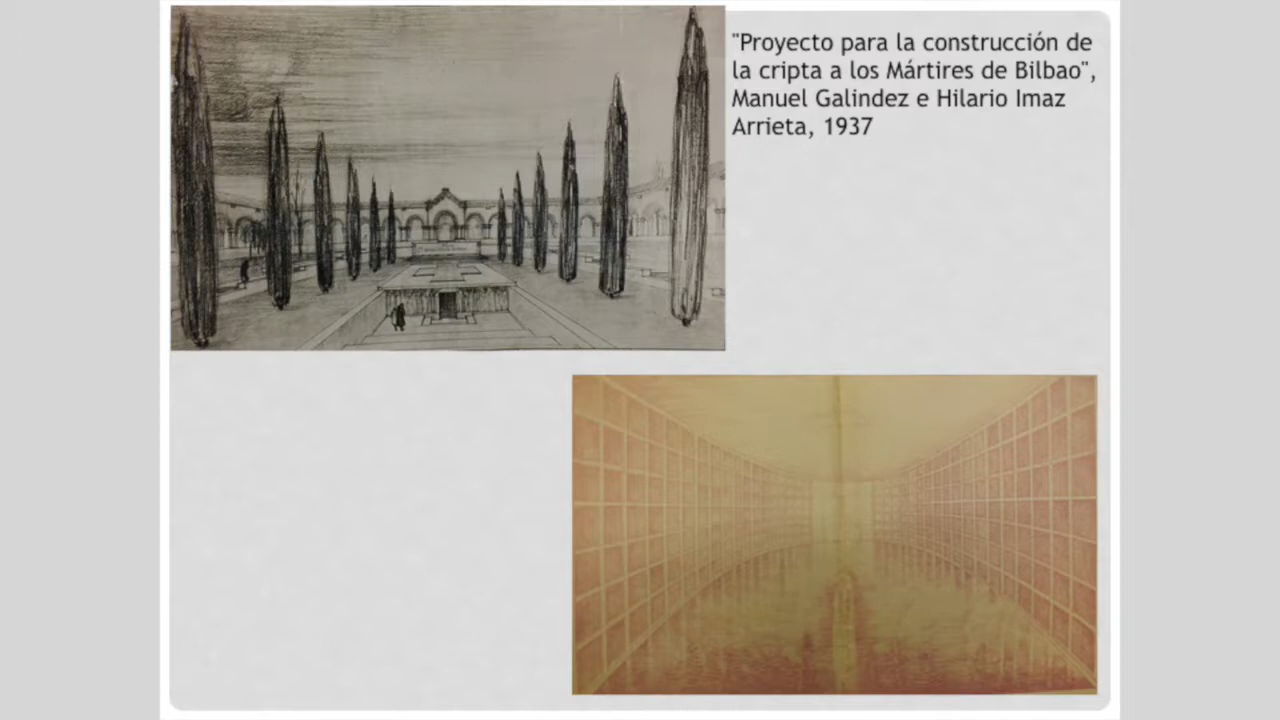 "Proyecto para la construcción de
la cripta a los Mártires de Bilbao",
Manuel Galindez e Hilario Imaz
Arrieta, 1937